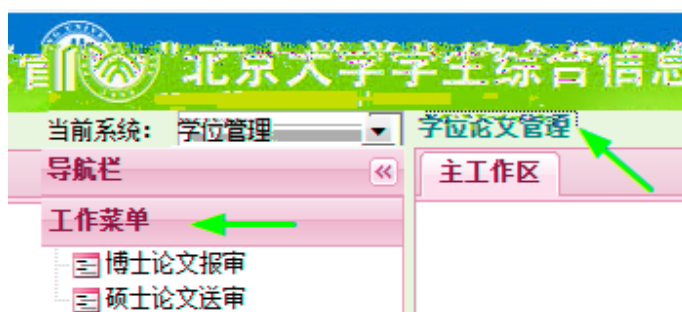 北京大学学生综合信息
当前系统： 学位管理 学位论文管理
导航栏 主工作区
工作菜单
博士论文报审
硕士论文送审